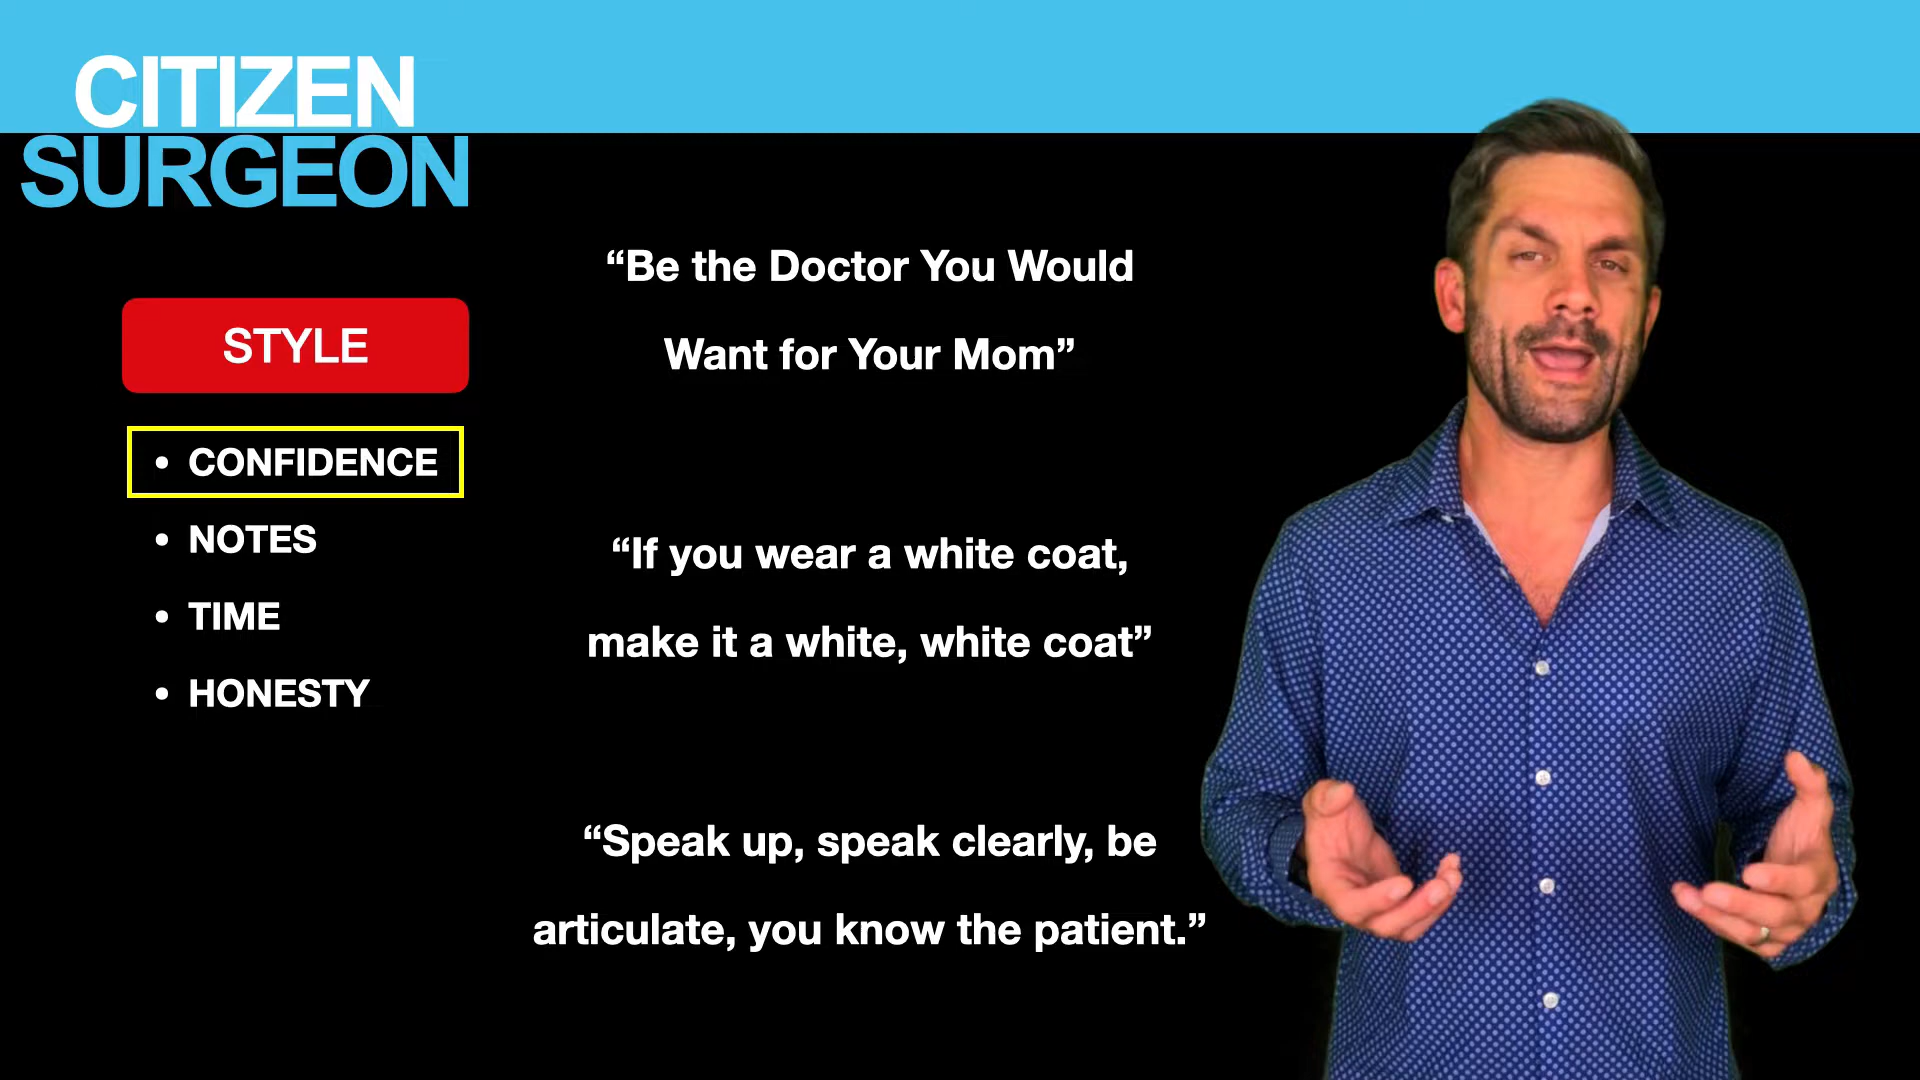 CITIZEN
SURGEON
STYLE
• CONFIDENCE
• NOTES
• TIME
• HONESTY
“Be the Doctor You Would
Want for Your Mom”
“If you wear a white coat,
make it a white, white coat”
“Speak up, speak clearly, be
articulate, you know the patient.”